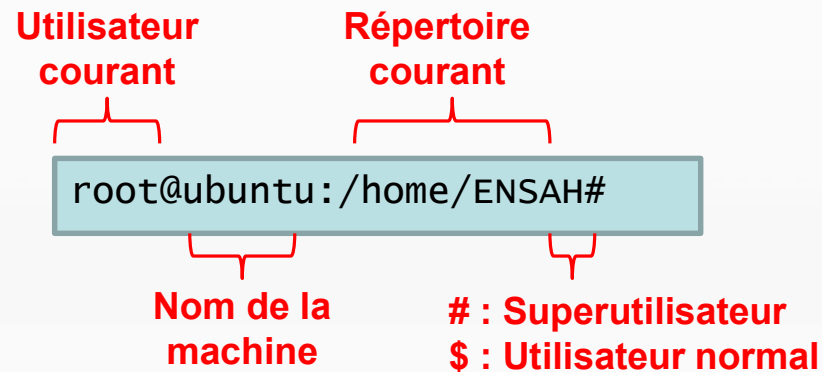 Utilisateur
courant
Répertoire
courant
root@ubuntu:/home/ENSAH#
Nom de la
machine
# : Superutilisateur
$ : Utilisateur normal